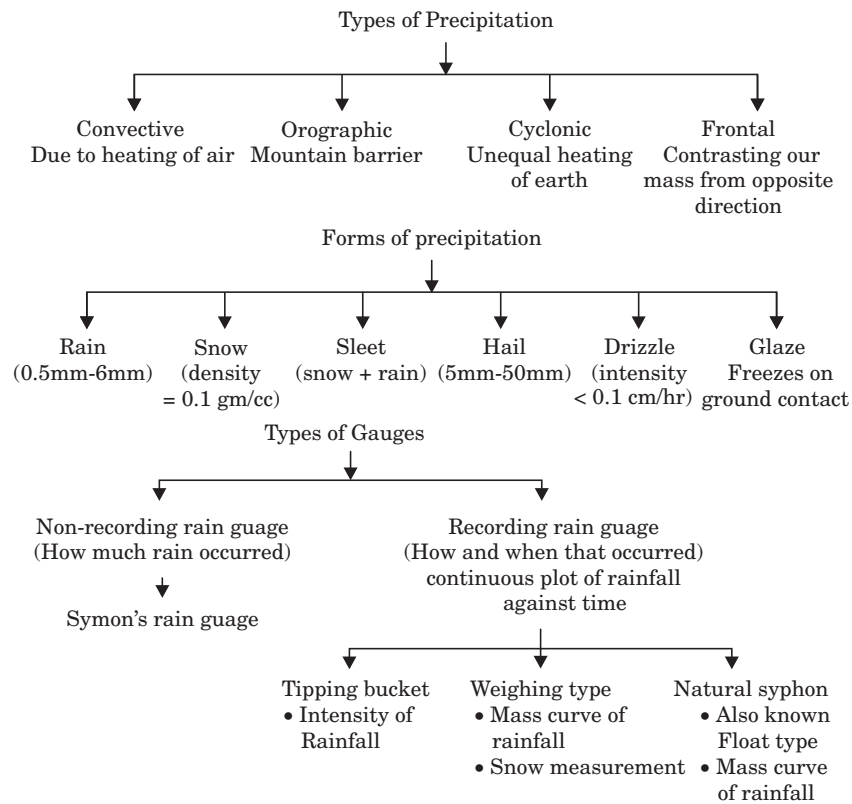 Types of Precipitation
Convective
Due to heating of air
Orographic
Mountain barrier
Cyclonic
Unequal heating
of earth
Frontal
Contrasting our
mass from opposite
direction
Forms of precipitation
Rain
(0.5mm-6mm)
Snow
(density
= 0.1 gm/cc)
Sleet
(snow + rain)
Hail
(5mm-50mm)
Drizzle
(intensity
< 0.1 cm/hr)
Glaze
Freezes on
ground contact
Types of Gauges
Non-recording rain guage
(How much rain occurred)
Symon's rain guage
Recording rain guage
(How and when that occurred)
continuous plot of rainfall
against time
Tipping bucket
• Intensity of
Rainfall
Weighing type
• Mass curve of
rainfall
• Snow measurement
Natural syphon
• Also known
Float type
• Mass curve
of rainfall